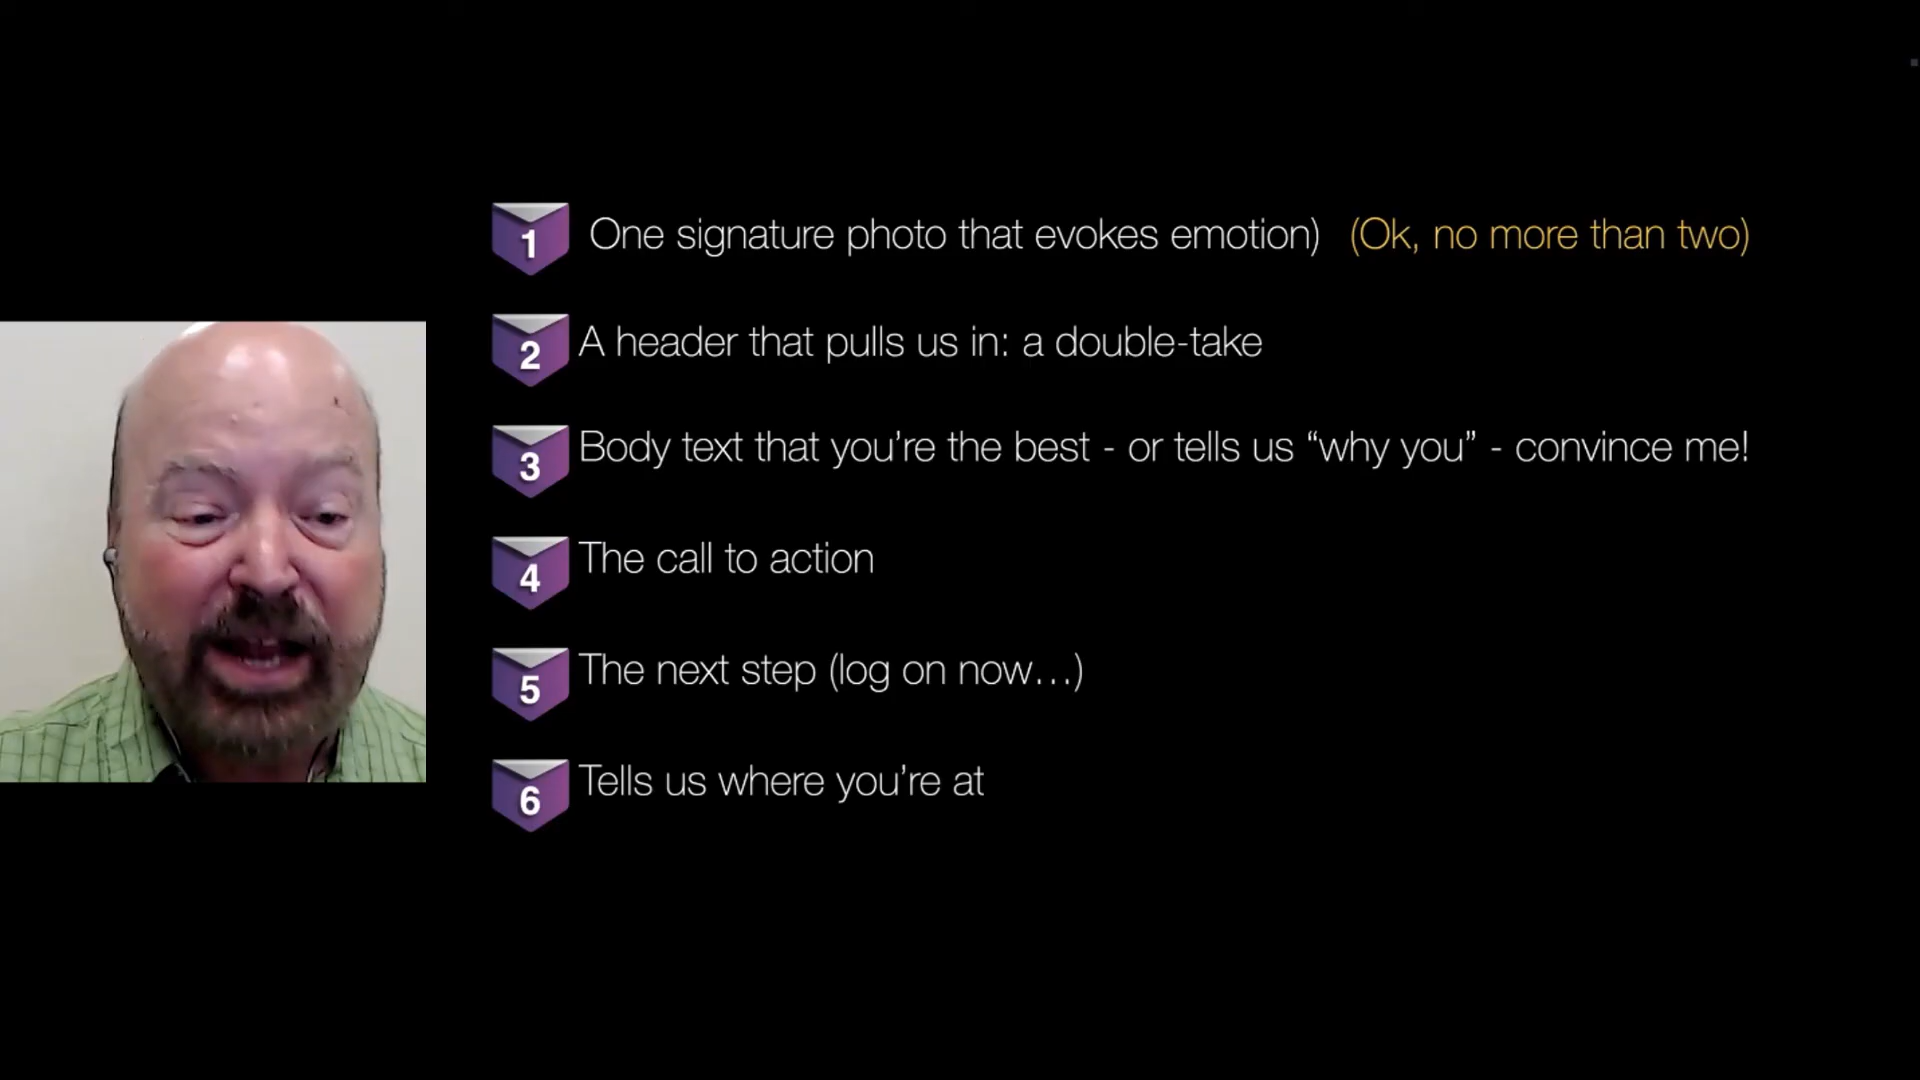 1 One signature photo that evokes emotion) (Ok, no more than two)
2 A header that pulls us in: a double-take
3 Body text that you’re the best - or tells us “why you” - convince me!
4 The call to action
5 The next step (log on now…)
6 Tells us where you’re at